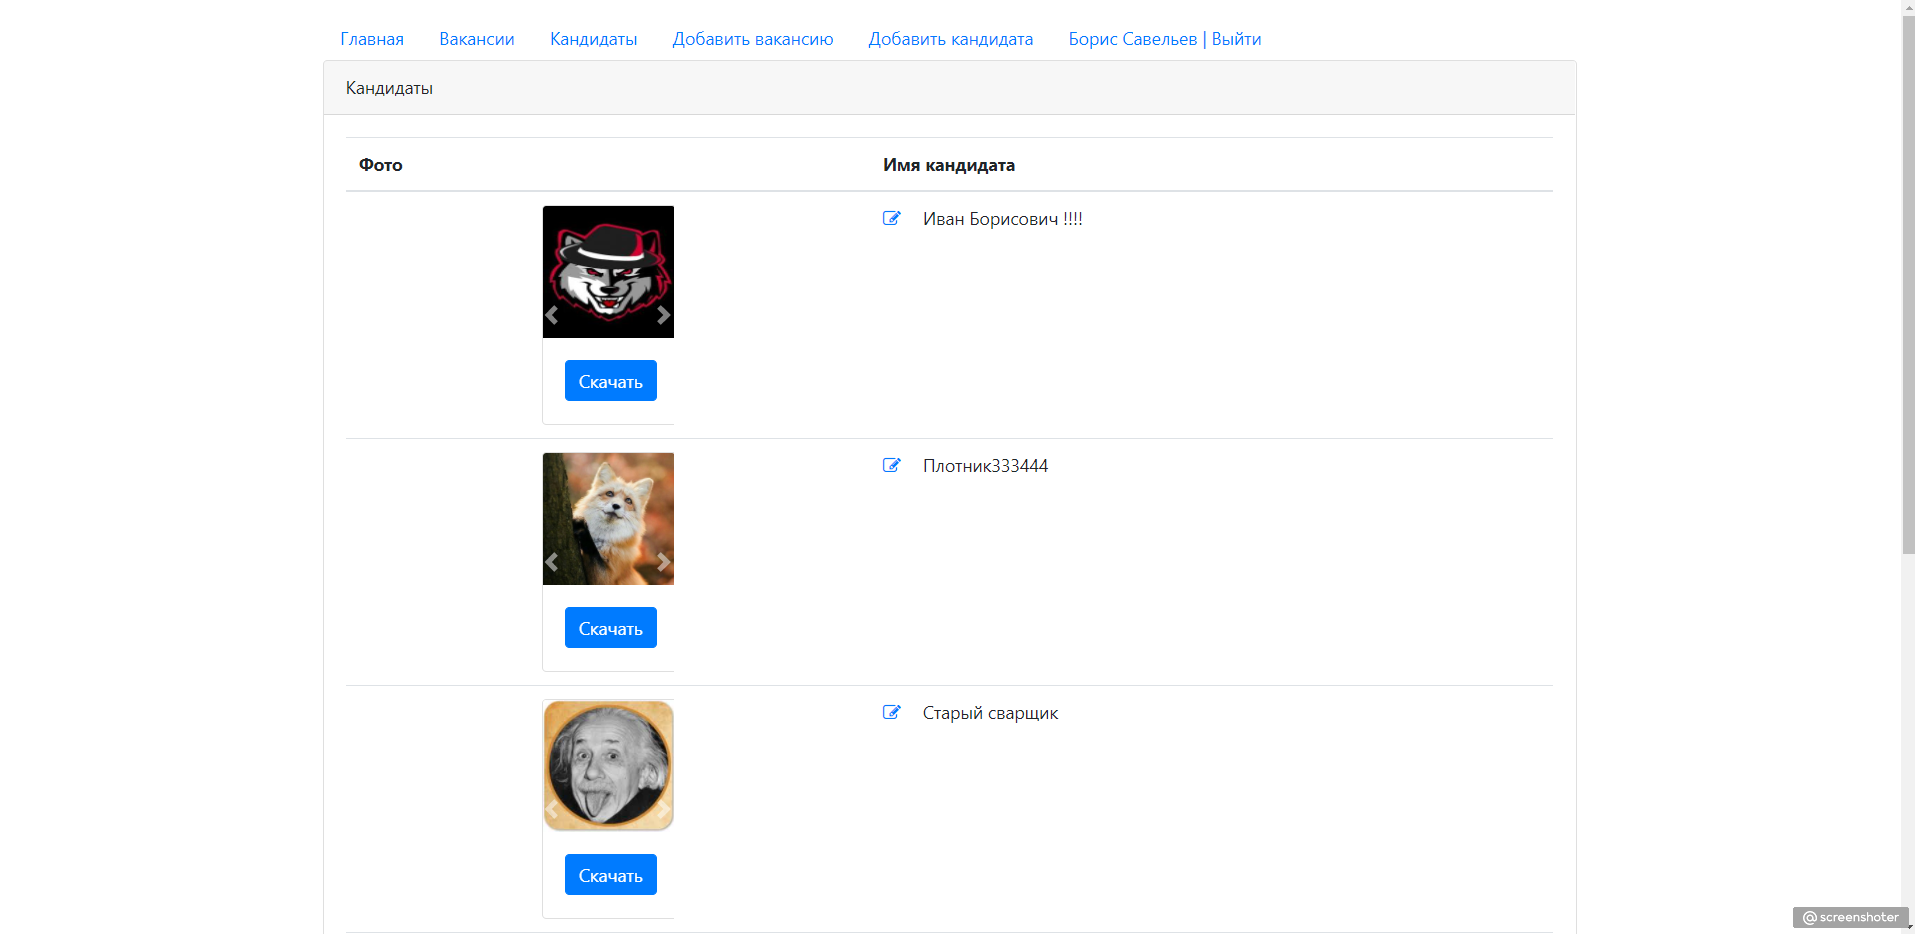 Главная Вакансии Кандидаты Добавить вакансию Добавить кандидата Борис Савельев | Выйти
Кандидаты
Фото Имя кандидата
Иван Борисович !!!!
Скачать
Плотник333444
Скачать
Старый сварщик
Скачать
@screenshoter